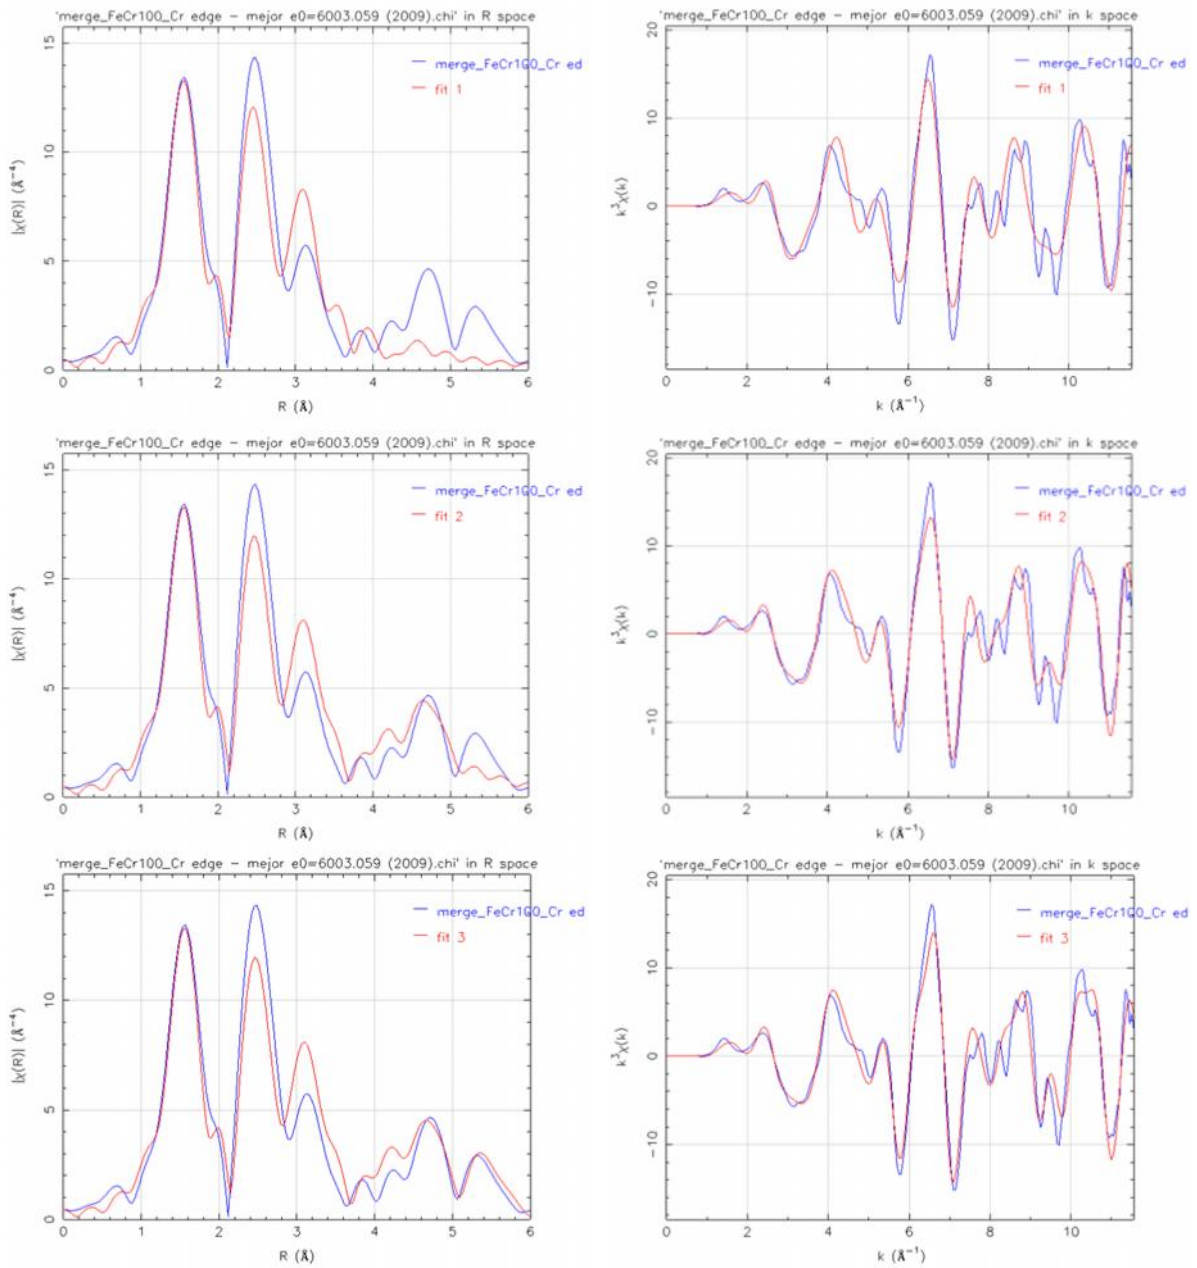 'merge_FeCr100_Cr edge – mejor e0=6003.059 (2009).chi' in R space
15
10
5
0
|χ(R)| (Å⁻⁴)
merge_FeCr100_Cr ed
fit 1
0 1 2 3 4 5 6
R (Å)
'merge_FeCr100_Cr edge – mejor e0=6003.059 (2009).chi' in k space
20
10
0
−10
k³χ(k)
merge_FeCr100_Cr ed
fit 1
0 2 4 6 8 10
k (Å⁻¹)
'merge_FeCr100_Cr edge – mejor e0=6003.059 (2009).chi' in R space
15
10
5
0
|χ(R)| (Å⁻⁴)
merge_FeCr100_Cr ed
fit 2
0 1 2 3 4 5 6
R (Å)
'merge_FeCr100_Cr edge – mejor e0=6003.059 (2009).chi' in k space
20
10
0
−10
k³χ(k)
merge_FeCr100_Cr ed
fit 2
0 2 4 6 8 10
k (Å⁻¹)
'merge_FeCr100_Cr edge – mejor e0=6003.059 (2009).chi' in R space
15
10
5
0
|χ(R)| (Å⁻⁴)
merge_FeCr100_Cr ed
fit 3
0 1 2 3 4 5 6
R (Å)
'merge_FeCr100_Cr edge – mejor e0=6003.059 (2009).chi' in k space
20
10
0
−10
k³χ(k)
merge_FeCr100_Cr ed
fit 3
0 2 4 6 8 10
k (Å⁻¹)